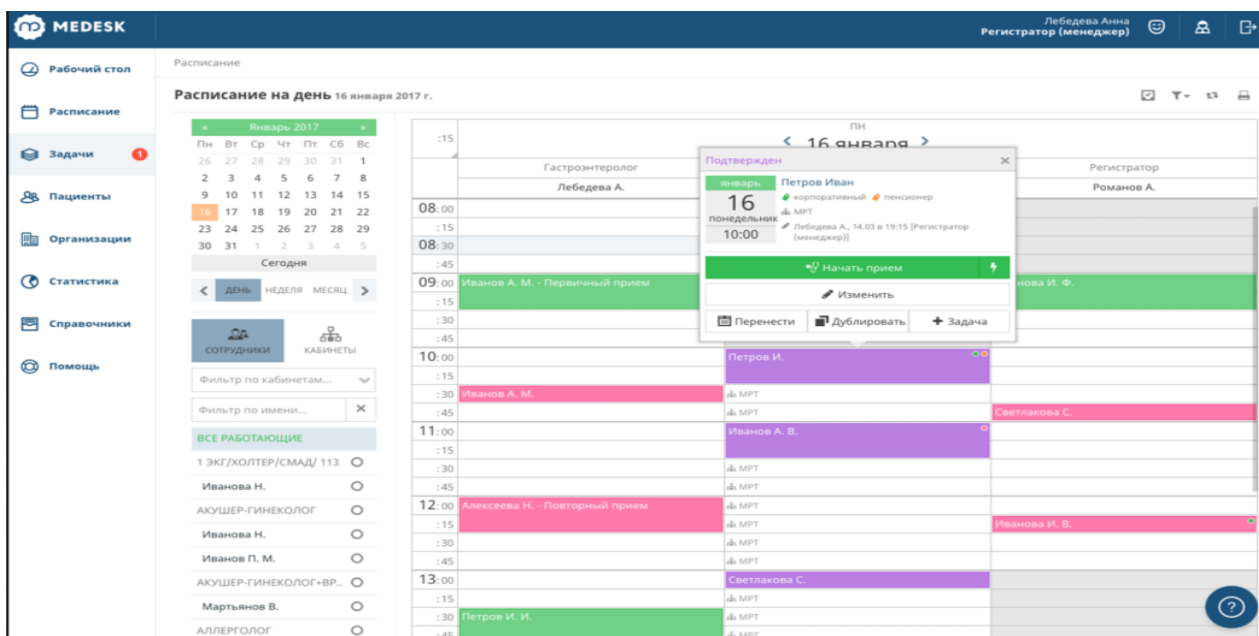 MEDESK
Лебедева Анна
Регистратор (менеджер)
Рабочий стол
Расписание
Задачи 1
Пациенты
Организации
Статистика
Справочники
Помощь
Расписание
Расписание на день 16 января 2017 г.
« Январь 2017 »
Пн Вт Ср Чт Пт Сб Вс
26 27 28 29 30 31 1
2 3 4 5 6 7 8
9 10 11 12 13 14 15
16 17 18 19 20 21 22
23 24 25 26 27 28 29
30 31 1 2 3 4 5
Сегодня
ДЕНЬ НЕДЕЛЯ МЕСЯЦ
СОТРУДНИКИ КАБИНЕТЫ
Фильтр по кабинетам...
Фильтр по имени...
ВСЕ РАБОТАЮЩИЕ
1 ЭКГ/ХОЛТЕР/СМАД/ 113
Иванова Н.
АКУШЕР-ГИНЕКОЛОГ
Иванова Н.
Иванов П. М.
АКУШЕР-ГИНЕКОЛОГ+ВР..
Мартьянов В.
АЛЛЕРГОЛОГ
:15
ПН
16 января
Гастроэнтеролог Регистратор
Лебедева А. Романов А.
Подтвержден
январь
16
понедельник
10:00
Петров Иван
корпоративный пенсионер
МРТ
Лебедева А., 14.03 в 19:15 [Регистратор
(менеджер)]
Начать прием
Изменить
Перенести Дублировать + Задача
08:00
:15
08:30
:45
09:00 Иванов А. М. - Первичный прием нова И. Ф.
:15
:30
:45
10:00 Петров И.
:15
:30 Иванов А. М. МРТ
:45 МРТ Светлакова С.
11:00 Иванов А. В.
:15
:30 МРТ
:45 МРТ
12:00 Алексеева Н. - Повторный прием МРТ
:15 МРТ Иванова И. В.
:30 МРТ
:45 МРТ
13:00 Светлакова С.
:15 МРТ
:30 Петров И. И. МРТ
:45 МРТ